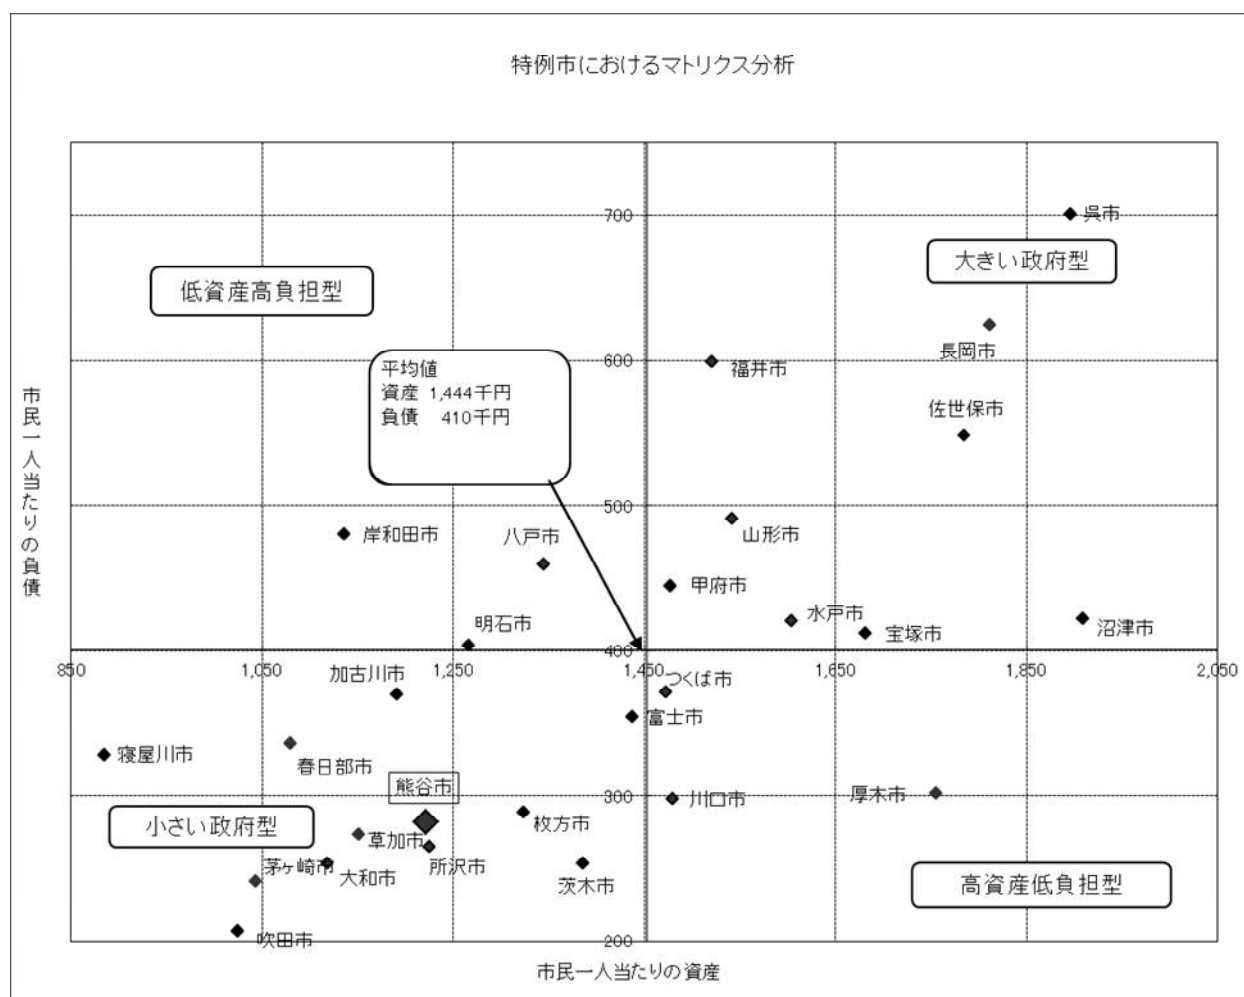 特例市におけるマトリクス分析
700
呉市
大きい政府型
低資産高負担型
長岡市
600
福井市
平均値
資産 1,444千円
負債 410千円
佐世保市
市民一人当たりの負債
500
岸和田市
八戸市
山形市
甲府市
明石市
水戸市
宝塚市
沼津市
400
850
1,050
1,250
1,450
1,650
1,850
2,050
加古川市
つくば市
富士市
寝屋川市
春日部市
熊谷市
300
川口市
厚木市
小さい政府型
草加市
枚方市
茅ヶ崎市
大和市
所沢市
茨木市
高資産低負担型
吹田市
200
市民一人当たりの資産